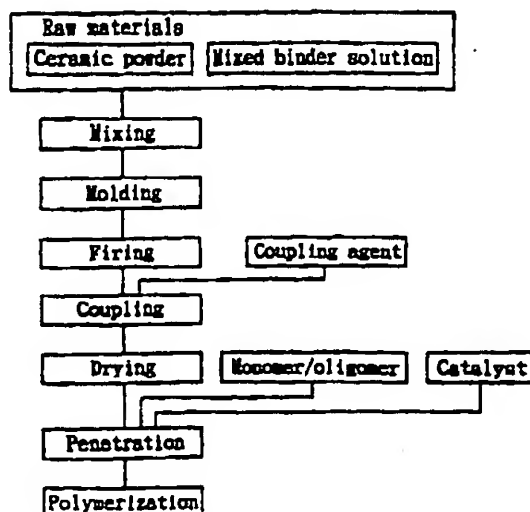 Raw materials
Ceramic powder
Mixed binder solution
Mixing
Molding
Firing
Coupling agent
Coupling
Drying
Monomer/oligomer
Catalyst
Penetration
Polymerization